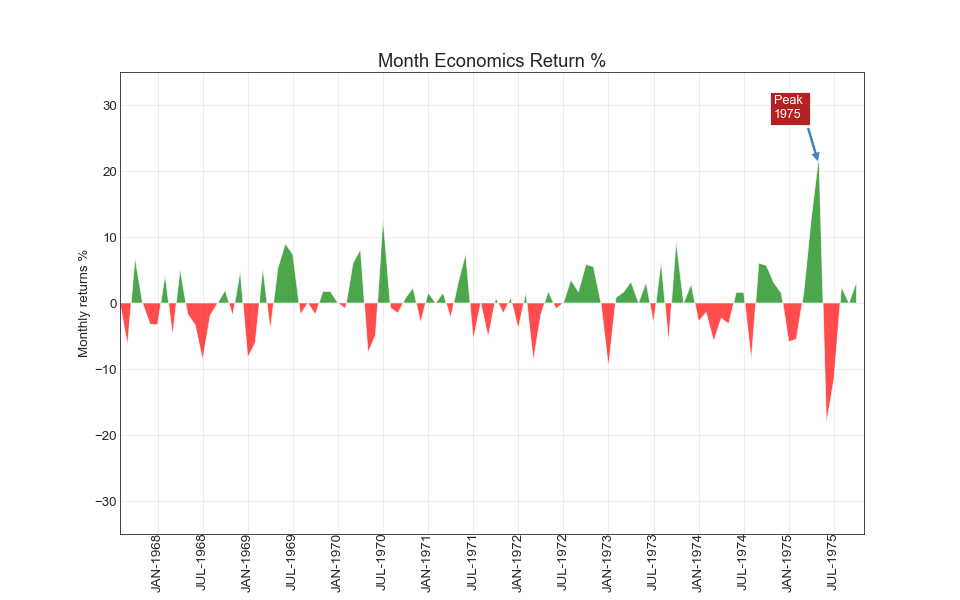 Month Economics Return %
Peak
1975
Monthly returns %
30
20
10
0
−10
−20
−30
JAN-1968
JUL-1968
JAN-1969
JUL-1969
JAN-1970
JUL-1970
JAN-1971
JUL-1971
JAN-1972
JUL-1972
JAN-1973
JUL-1973
JAN-1974
JUL-1974
JAN-1975
JUL-1975